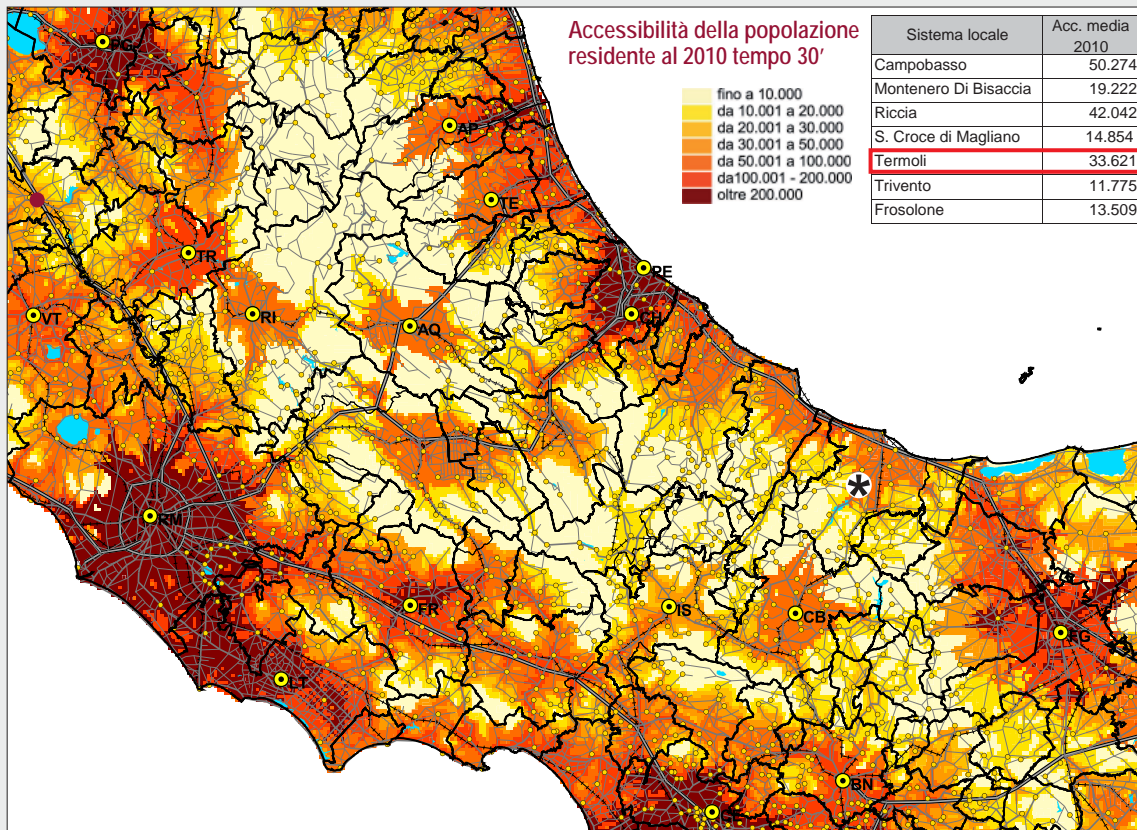 Accessibilità della popolazione
residente al 2010 tempo 30'
fino a 10.000
da 10.001 a 20.000
da 20.001 a 30.000
da 30.001 a 50.000
da 50.001 a 100.000
da100.001 - 200.000
oltre 200.000
Sistema locale Acc. media 2010
Campobasso 50.274
Montenero Di Bisaccia 19.222
Riccia 42.042
S. Croce di Magliano 14.854
Termoli 33.621
Trivento 11.775
Frosolone 13.509
PG
AP
TE
TR
PE
VT
RI
AQ
CH
*
RM
FR
IS
CB
FG
LT
BN
CE